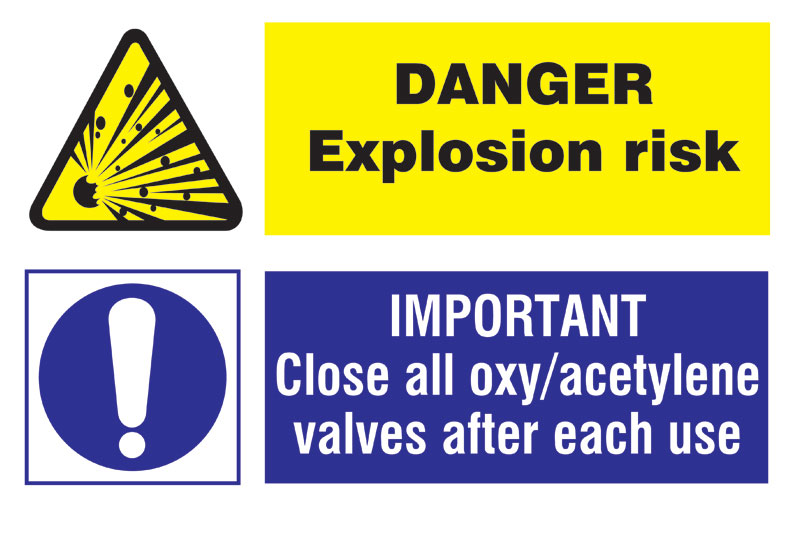 DANGER
Explosion risk
IMPORTANT
Close all oxy/acetylene
valves after each use